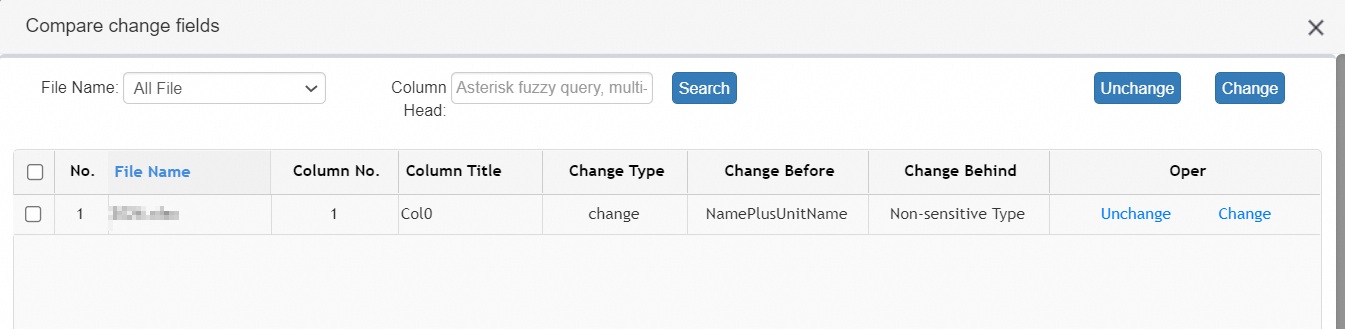 Compare change fields
File Name: All File Column Head: Asterisk fuzzy query, multi- Search Unchange Change
No. File Name Column No. Column Title Change Type Change Before Change Behind Oper
1 1 Col0 change NamePlusUnitName Non-sensitive Type Unchange Change